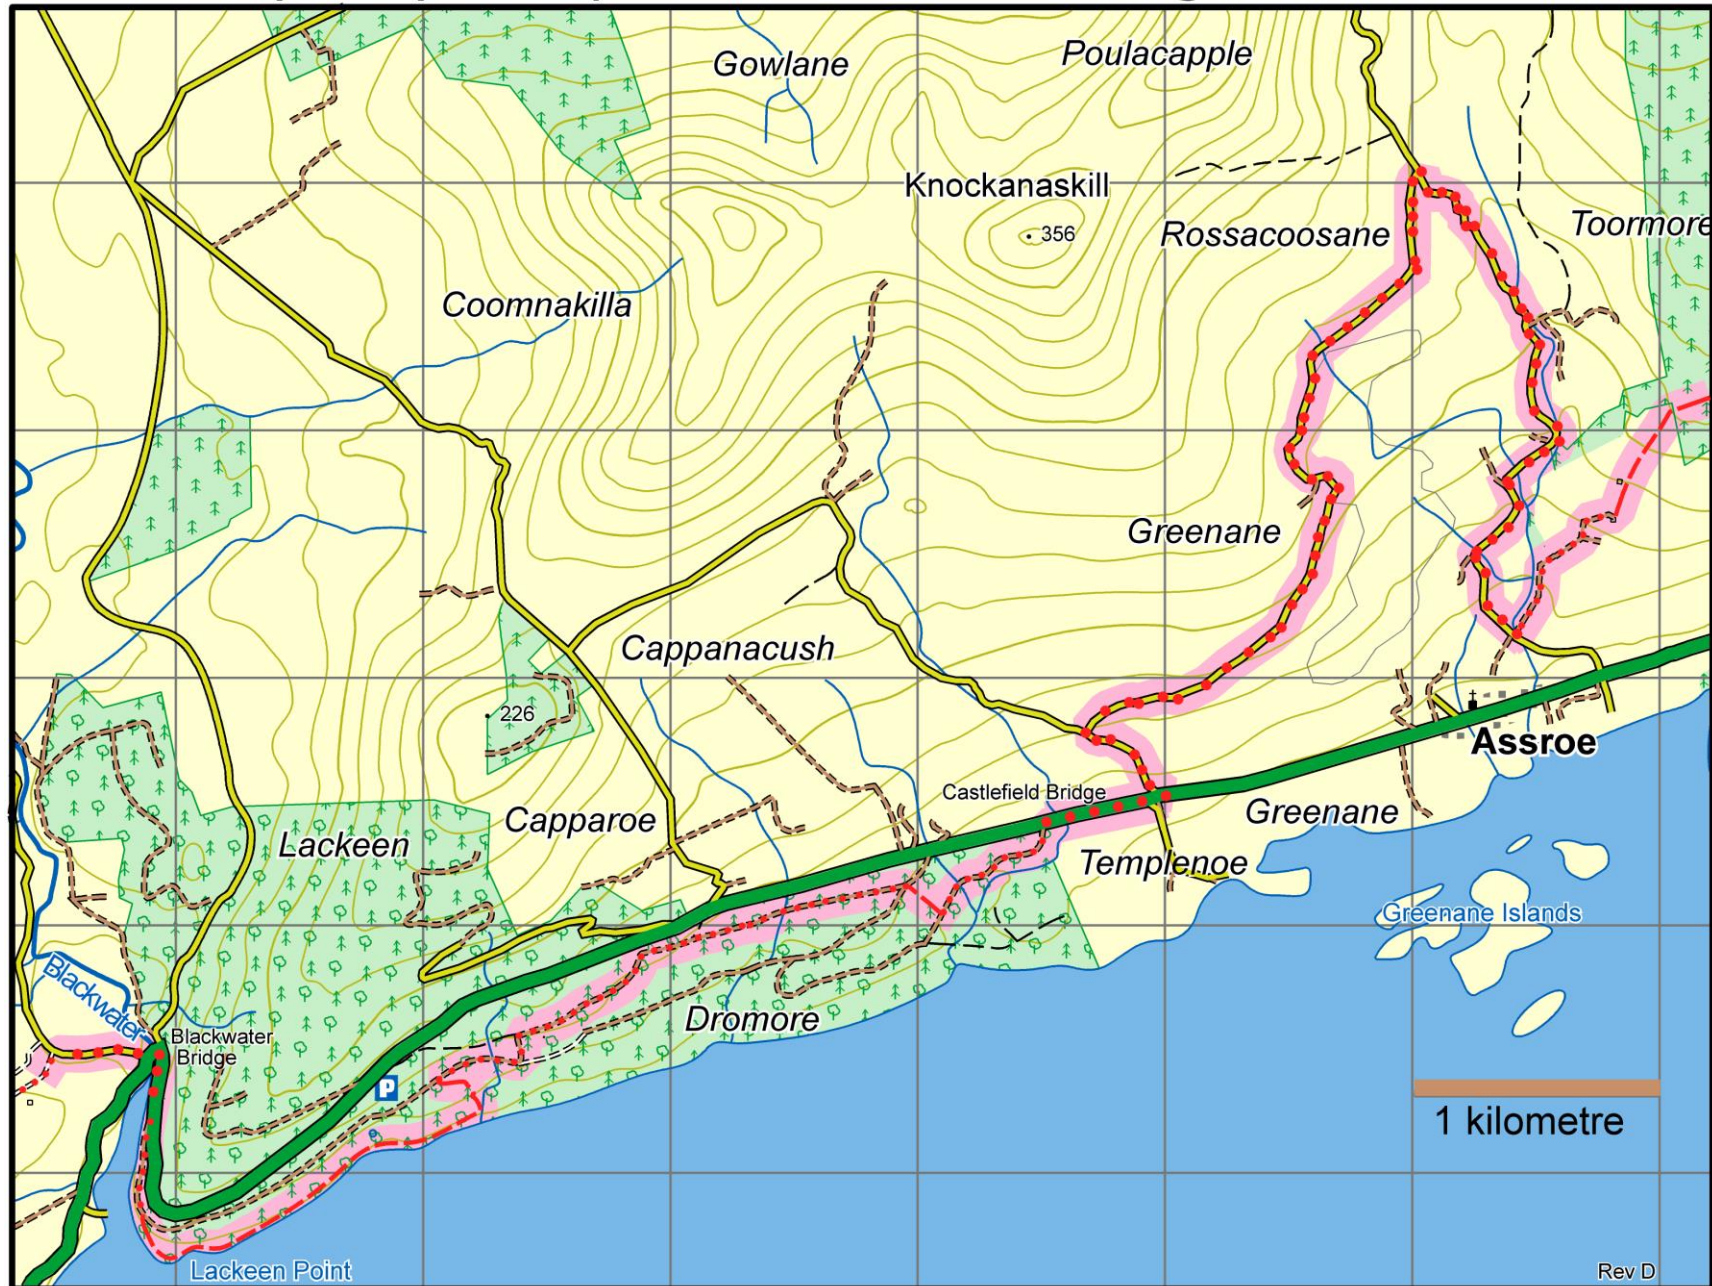 Gowlane
Poulacapple
Knockanaskill
356
Rossacoosane
Toormore
Coomnakilla
Greenane
Cappanacush
226
Assroe
Castlefield Bridge
Capparoe
Lackeen
Greenane
Templenoe
Greenane Islands
Blackwater
Dromore
Blackwater
Bridge
P
1 kilometre
Lackeen Point
Rev D